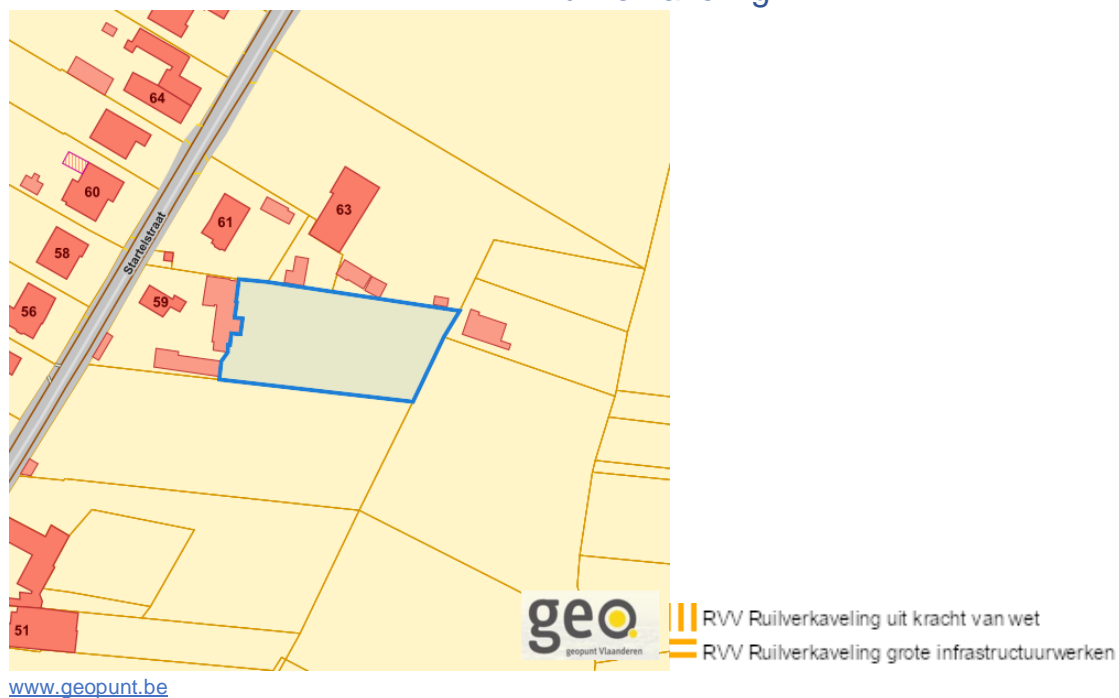 64
63
60
61
Startelstraat
58
59
56
51
geo.
geopunt Vlaanderen
RVV Ruilverkaveling uit kracht van wet
RVV Ruilverkaveling grote infrastructuurwerken
www.geopunt.be